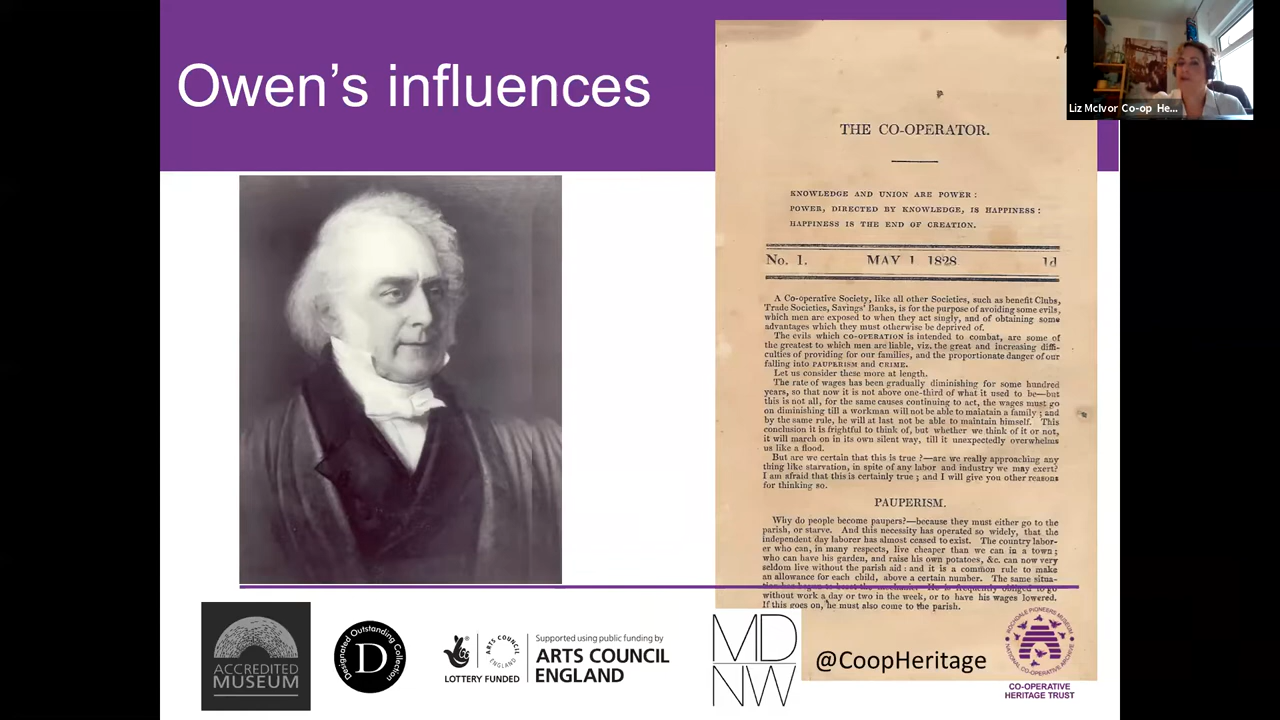 Owen's influences
Liz McIvor Co-op He...
THE CO-OPERATOR.
KNOWLEDGE AND UNION ARE POWER:
POWER, DIRECTED BY KNOWLEDGE, IS HAPPINESS:
HAPPINESS IS THE END OF CREATION.
No. 1. MAY 1 1828 1d
A Co-operative Society, like all other Societies, such as benefit Clubs,
Trade Societies, Savings' Banks, is for the purpose of avoiding some evils,
which men are exposed to when they act singly, and of obtaining some
advantages which they must otherwise be deprived of.
The evils which CO-OPERATION is intended to combat, are some of
the greatest to which men are liable, viz. the great and increasing diffi-
culties of providing for our families, and the proportionate danger of our
falling into PAUPERISM and CRIME.
Let us consider these more at length.
The rate of wages has been gradually diminishing for some hundred
years, so that now it is not above one-third of what it used to be—but
this is not all, for the same causes continuing to act, the wages must go
on diminishing till a workman will not be able to maintain a family; and
by the same rule, he will at last not be able to maintain himself. This
conclusion it is frightful to think of, but whether we think of it or not,
it will march on in its own silent way, till it unexpectedly overwhelms
us like a flood.
But are we certain that this is true?—are we really approaching any
thing like starvation, in spite of any labor and industry we may exert?
I am afraid that this is certainly true; and I will give you other reasons
for thinking so.
PAUPERISM.
Why do people become paupers?—because they must either go to the
parish, or starve. And this necessity has operated so widely, that the
independent day laborer has almost ceased to exist. The country labor-
er who can, in many respects, live cheaper than we can in a town;
who can have his garden, and raise his own potatoes, &c. can now very
seldom live without the parish aid: and it is a common rule to make
an allowance for each child, above a certain number. The same situa-
He is frequently obliged to go
without work a day or two in the week, or to have his wages lowered.
If this goes on, he must also come to the parish.
ACCREDITED
MUSEUM
Designated Outstanding Collection
D
LOTTERY FUNDED
ARTS COUNCIL
ENGLAND
Supported using public funding by
ARTS COUNCIL
ENGLAND
MD
NW
@CoopHeritage
ROCHDALE PIONEERS MUSEUM
NATIONAL CO-OPERATIVE ARCHIVE
CO-OPERATIVE
HERITAGE TRUST